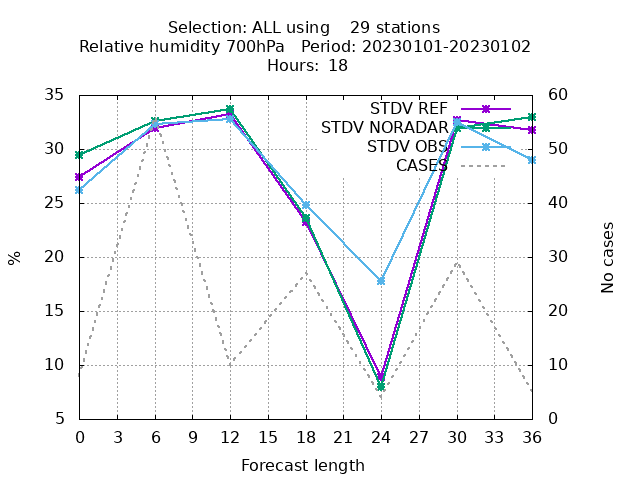 Selection: ALL using    29 stations
Relative humidity 700hPa   Period: 20230101-20230102
Hours:  18
35
30
25
20
15
10
5
%
60
50
40
30
20
10
0
No cases
STDV REF
STDV NORADAR
STDV OBS
CASES
0 3 6 9 12 15 18 21 24 27 30 33 36
Forecast length